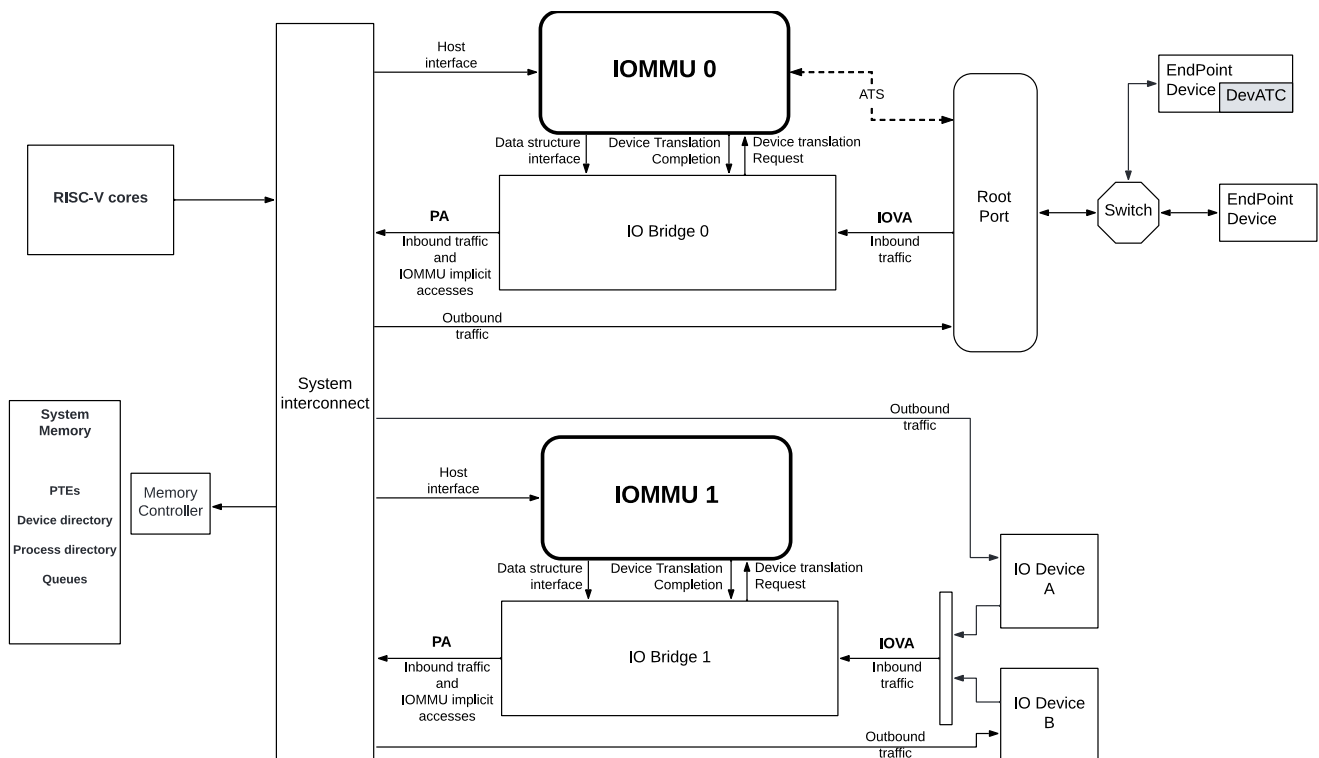 Host
interface
IOMMU 0
ATS
EndPoint
Device
DevATC
Data structure
interface
Device Translation
Completion
Device translation
Request
RISC-V cores
PA
Inbound traffic
and
IOMMU implicit
accesses
IO Bridge 0
IOVA
Inbound
traffic
Root
Port
Switch
EndPoint
Device
Outbound
traffic
System
interconnect
System
Memory
PTEs
Device directory
Process directory
Queues
Memory
Controller
Outbound
traffic
Host
interface
IOMMU 1
Data structure
interface
Device Translation
Completion
Device translation
Request
IO Device
A
PA
Inbound traffic
and
IOMMU implicit
accesses
IO Bridge 1
IOVA
Inbound
traffic
IO Device
B
Outbound
traffic